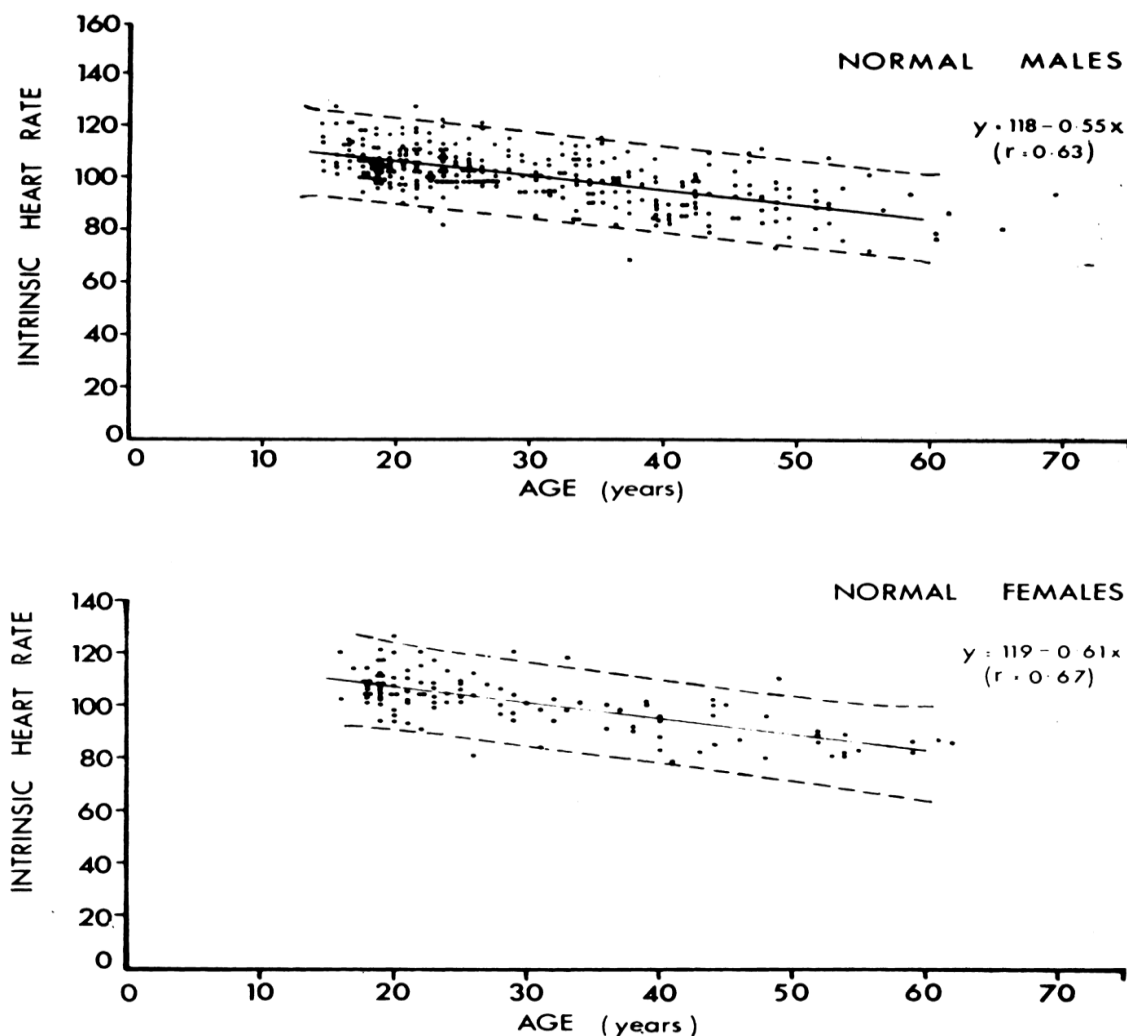 160
NORMAL MALES
140
120
y = 118 - 0.55x
(r = 0.63)
100
80
60
40
20
0
INTRINSIC HEART RATE
0 10 20 30 40 50 60 70
AGE (years)
NORMAL FEMALES
140
120
y = 119 - 0.61x
(r = 0.67)
100
80
60
40
20
0
INTRINSIC HEART RATE
0 10 20 30 40 50 60 70
AGE (years)